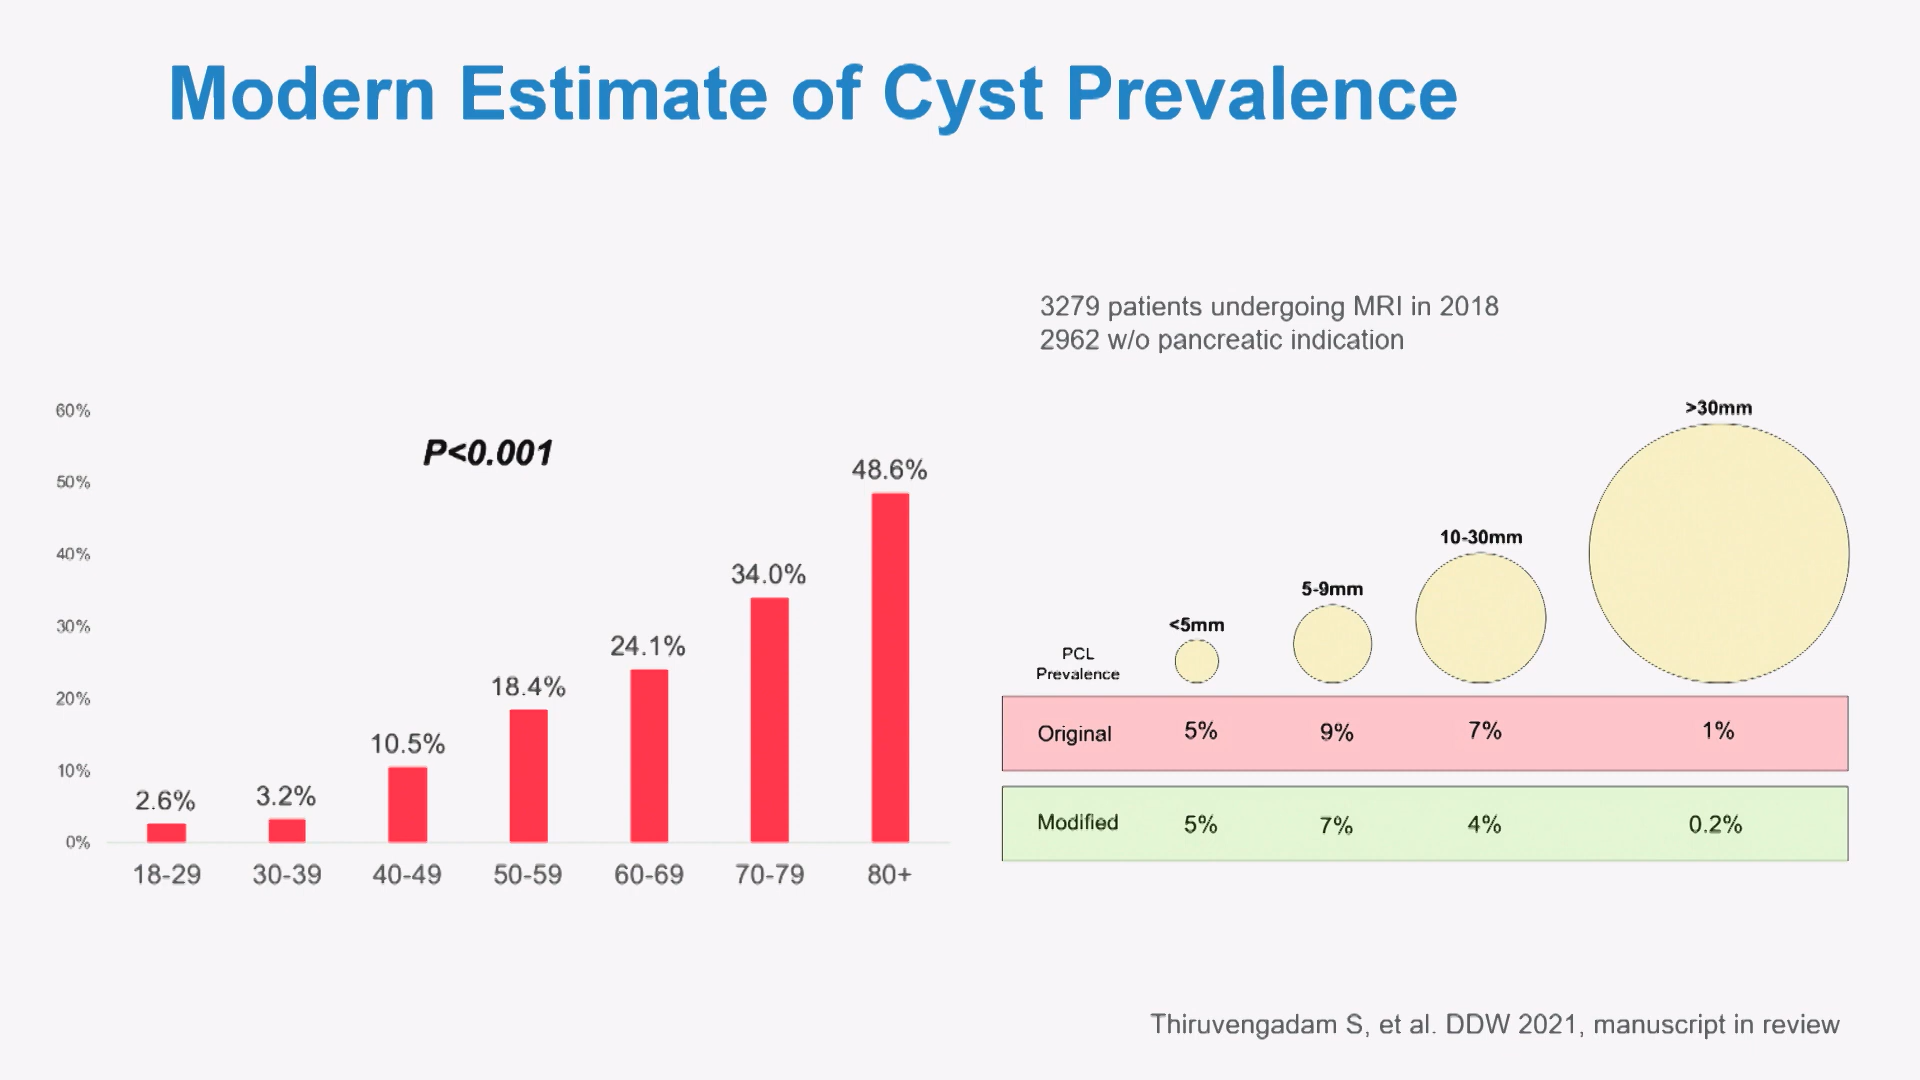 Modern Estimate of Cyst Prevalence
3279 patients undergoing MRI in 2018
2962 w/o pancreatic indication
60%
50%
40%
30%
20%
10%
0%
P<0.001
2.6%
3.2%
10.5%
18.4%
24.1%
34.0%
48.6%
18-29
30-39
40-49
50-59
60-69
70-79
80+
<5mm
5-9mm
10-30mm
>30mm
PCL
Prevalence
Original 5% 9% 7% 1%
Modified 5% 7% 4% 0.2%
Thiruvengadam S, et al. DDW 2021, manuscript in review